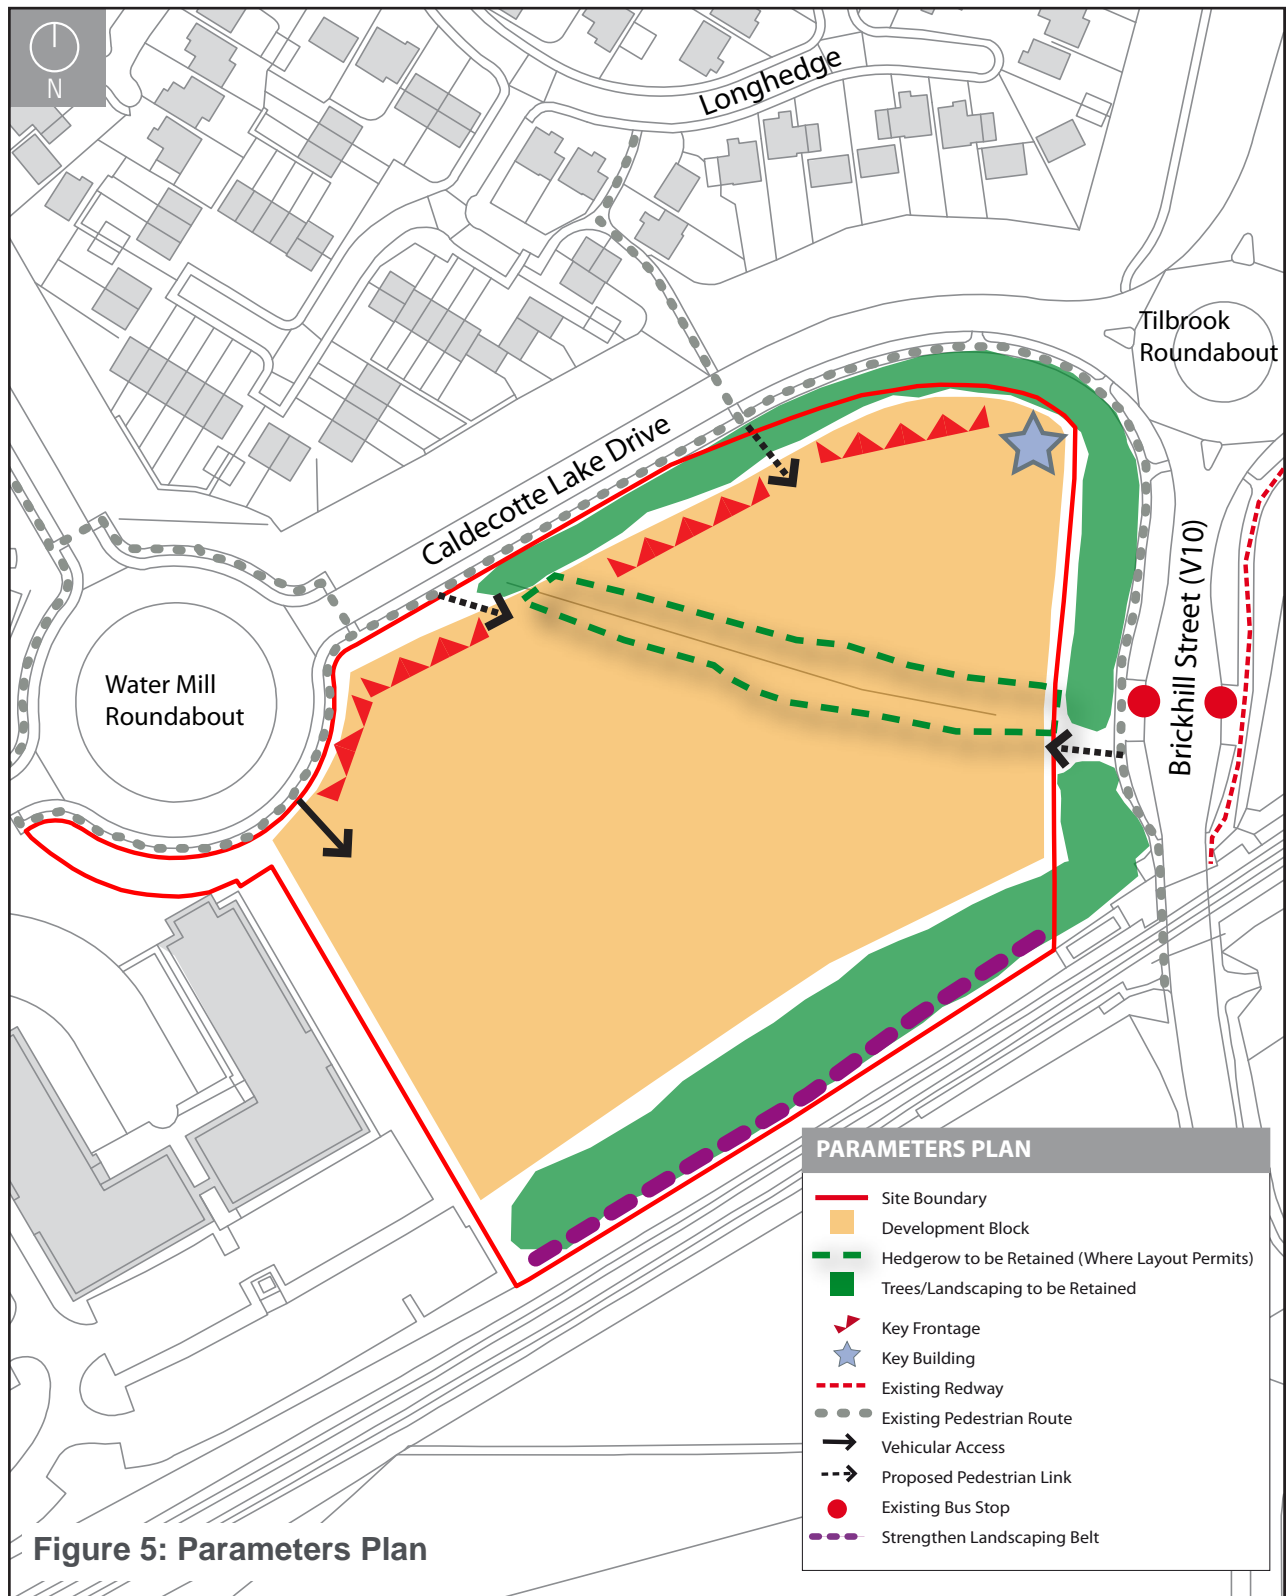 N
Longhedge
Tilbrook
Roundabout
Caldecotte Lake Drive
Brickhill Street (V10)
Water Mill
Roundabout
PARAMETERS PLAN
Site Boundary
Development Block
Hedgerow to be Retained (Where Layout Permits)
Trees/Landscaping to be Retained
Key Frontage
Key Building
Existing Redway
Existing Pedestrian Route
Vehicular Access
Proposed Pedestrian Link
Existing Bus Stop
Strengthen Landscaping Belt
Figure 5: Parameters Plan